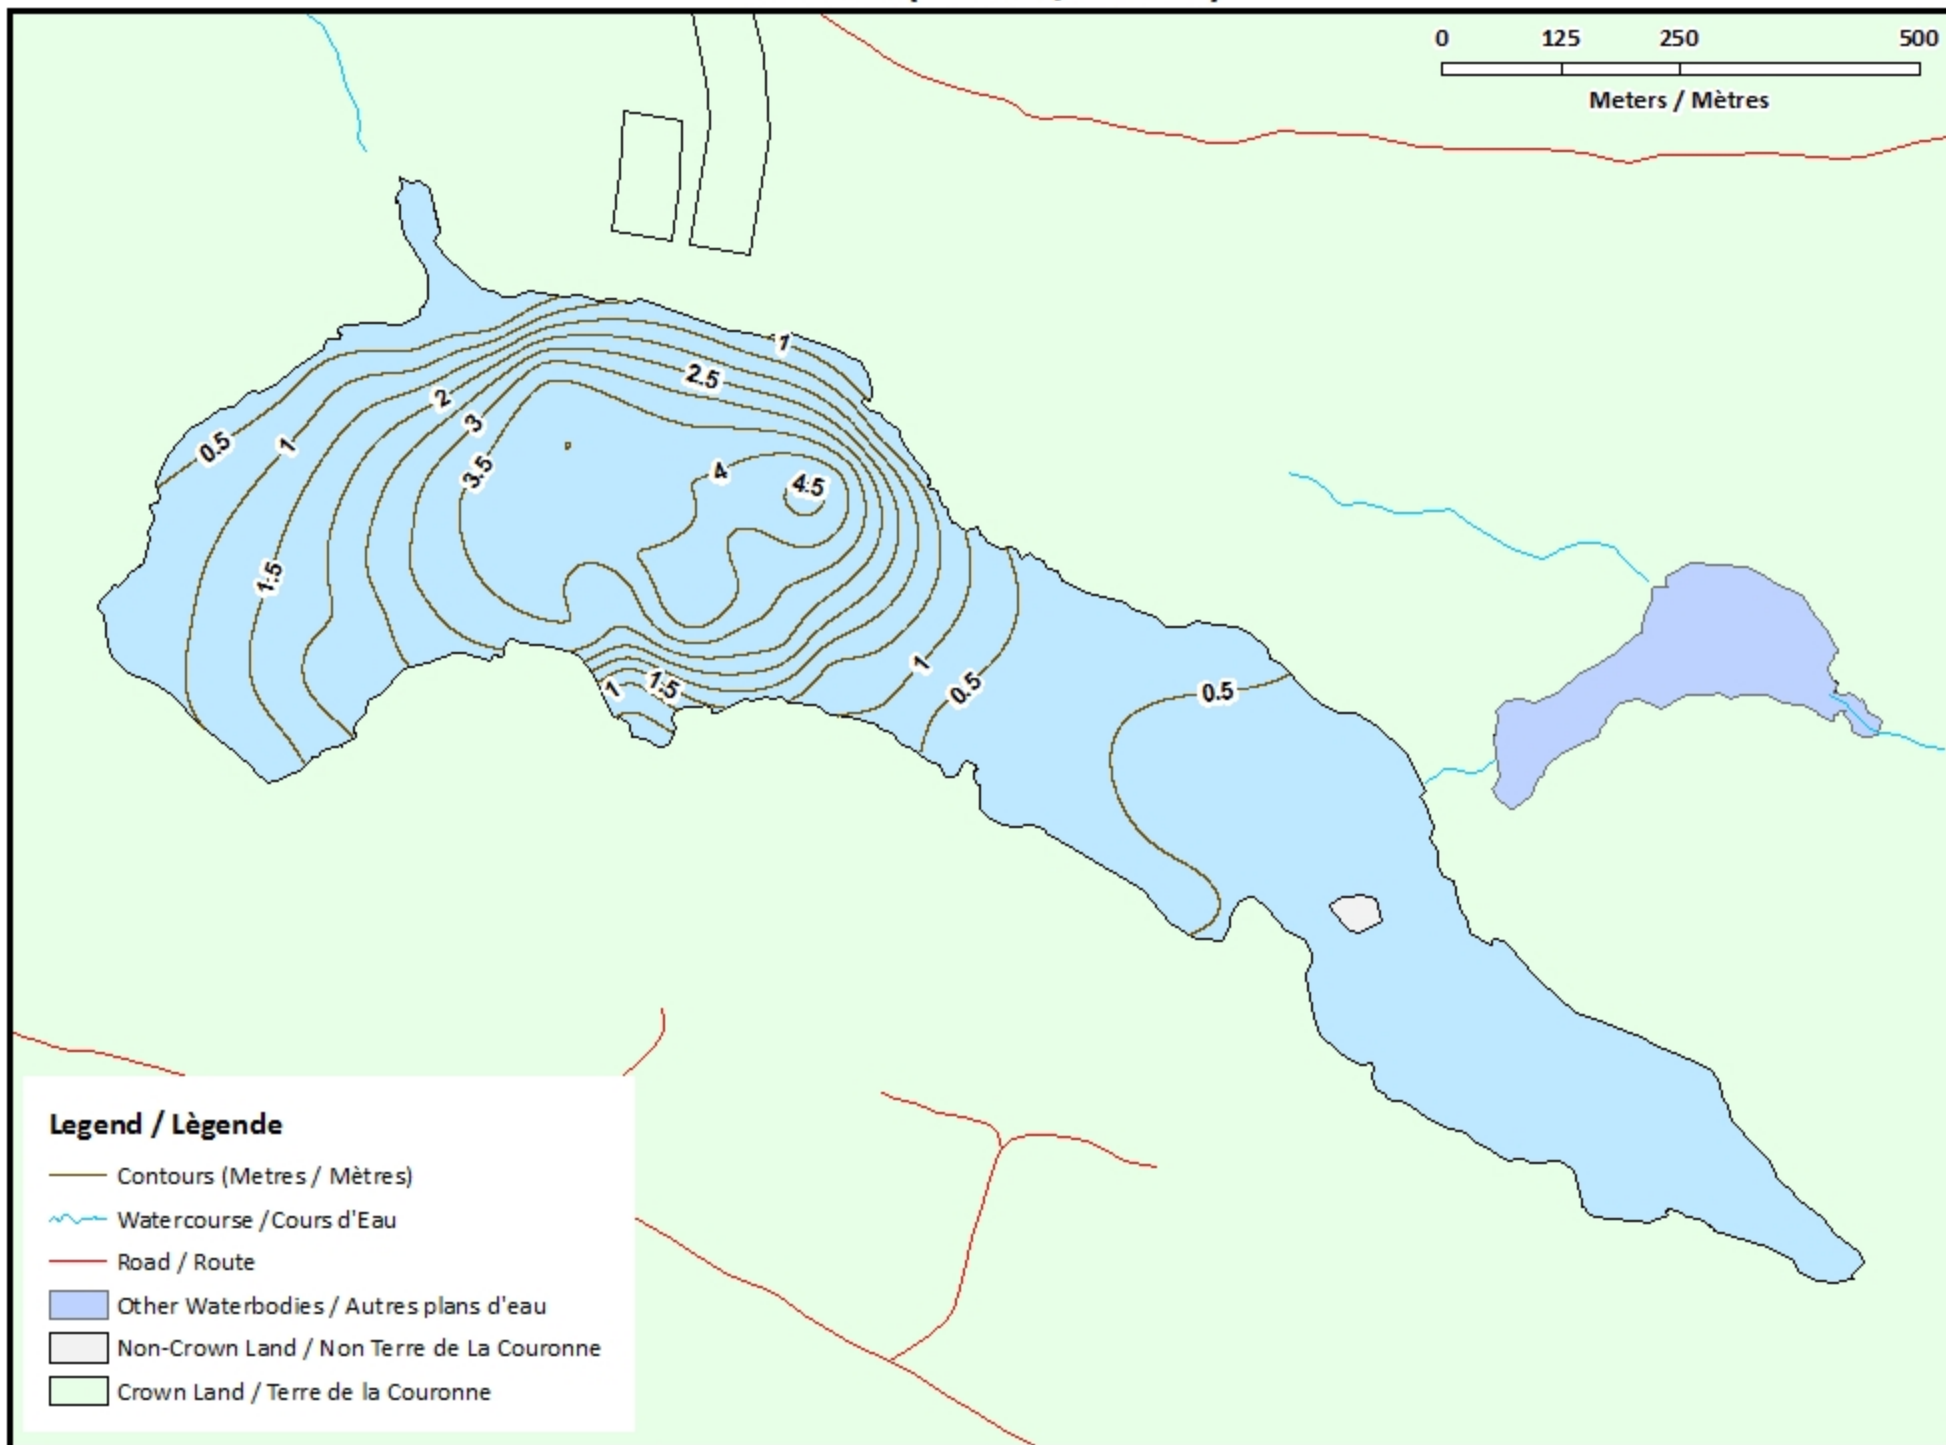 0 125 250 500
Meters / Mètres
1
2.5
2
3
0.5
1
3.5
4
4.5
1.5
1
1
1.5
0.5
0.5
Legend / Lègende
Contours (Metres / Mètres)
Watercourse /Cours d'Eau
Road / Route
Other Waterbodies / Autres plans d'eau
Non-Crown Land / Non Terre de La Couronne
Crown Land / Terre de la Couronne